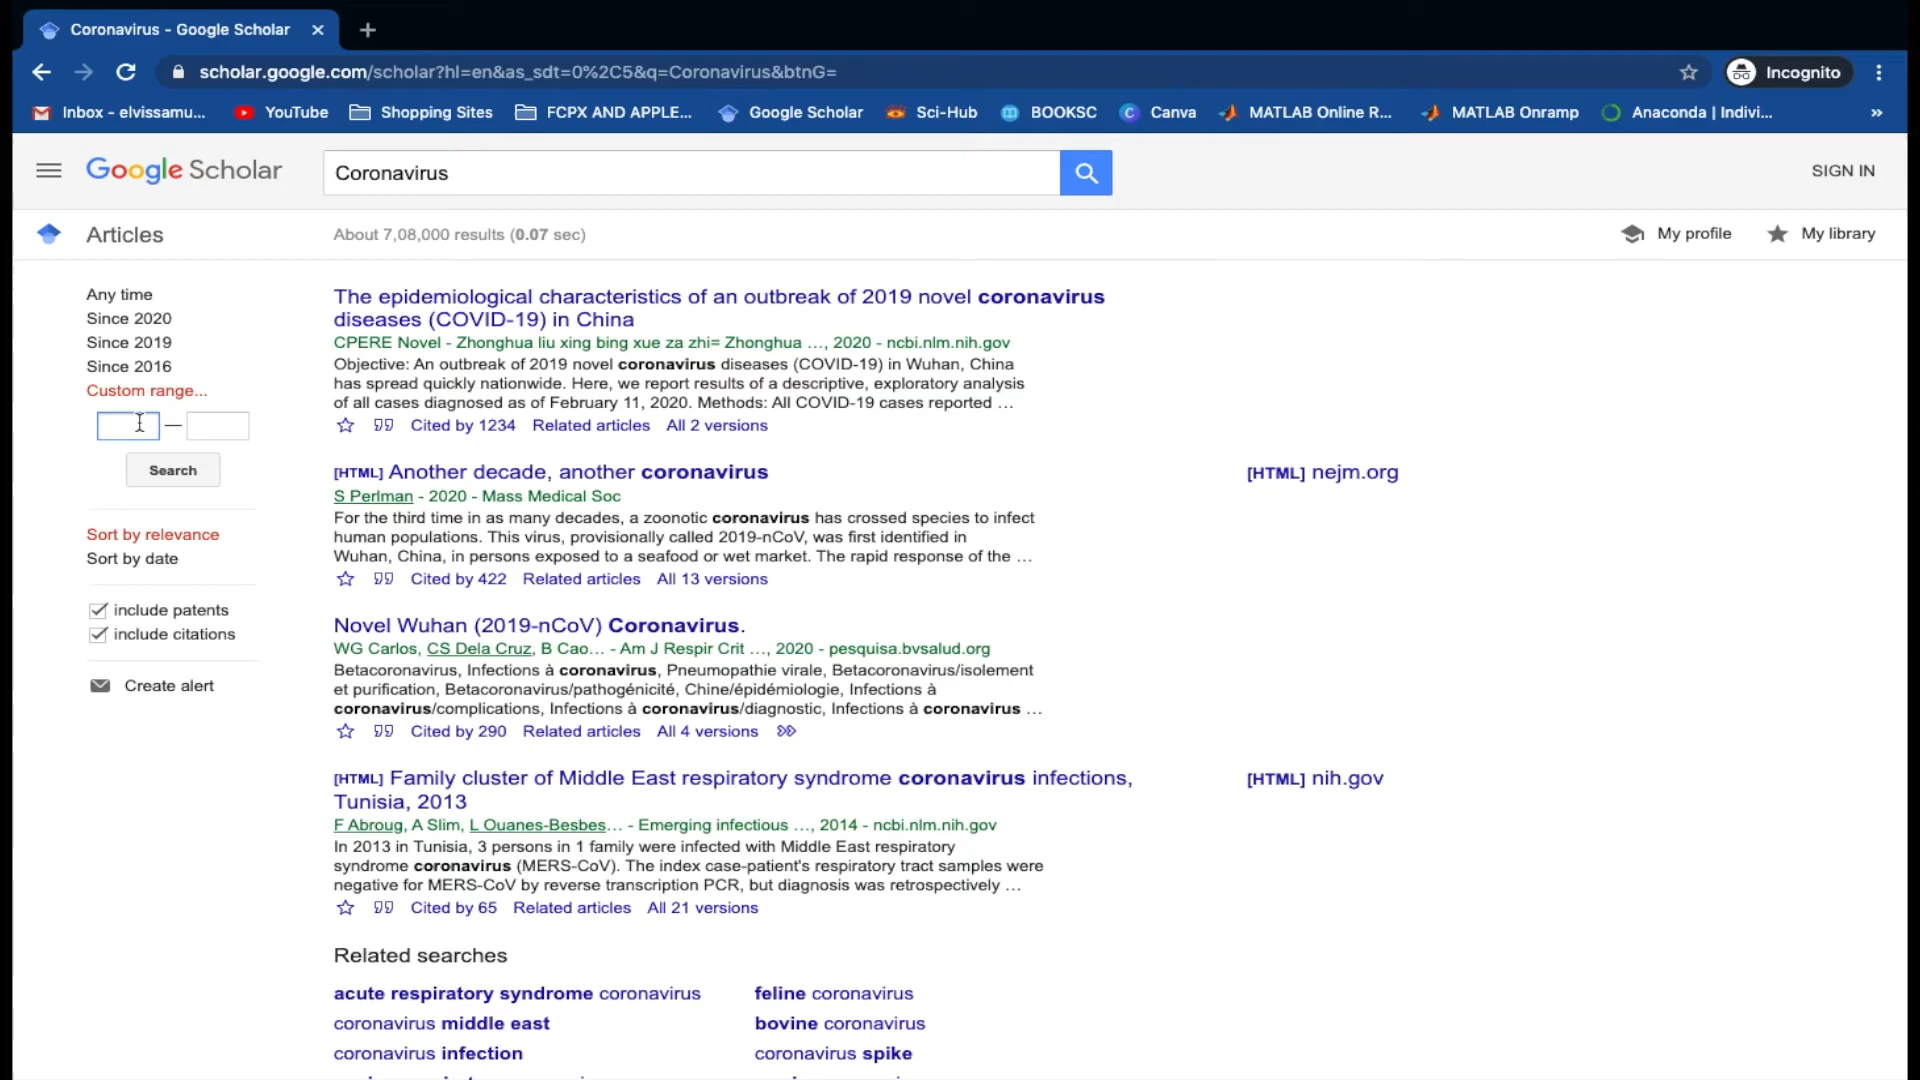 Coronavirus - Google Scholar
scholar.google.com/scholar?hl=en&as_sdt=0%2C5&q=Coronavirus&btnG=
Incognito
Inbox - elvissamu...
YouTube
Shopping Sites
FCPX AND APPLE...
Google Scholar
Sci-Hub
BOOKSC
Canva
MATLAB Online R...
MATLAB Onramp
Anaconda | Indivi...
»
Google Scholar
Coronavirus
SIGN IN
Articles
About 7,08,000 results (0.07 sec)
My profile
My library
Any time
Since 2020
Since 2019
Since 2016
Custom range...
—
Search
Sort by relevance
Sort by date
include patents
include citations
Create alert
The epidemiological characteristics of an outbreak of 2019 novel coronavirus
diseases (COVID-19) in China
CPERE Novel - Zhonghua liu xing bing xue za zhi= Zhonghua …, 2020 - ncbi.nlm.nih.gov
Objective: An outbreak of 2019 novel coronavirus diseases (COVID-19) in Wuhan, China
has spread quickly nationwide. Here, we report results of a descriptive, exploratory analysis
of all cases diagnosed as of February 11, 2020. Methods: All COVID-19 cases reported …
Cited by 1234 Related articles All 2 versions
[HTML] Another decade, another coronavirus
[HTML] nejm.org
S Perlman - 2020 - Mass Medical Soc
For the third time in as many decades, a zoonotic coronavirus has crossed species to infect
human populations. This virus, provisionally called 2019-nCoV, was first identified in
Wuhan, China, in persons exposed to a seafood or wet market. The rapid response of the …
Cited by 422 Related articles All 13 versions
Novel Wuhan (2019-nCoV) Coronavirus.
WG Carlos, CS Dela Cruz, B Cao… - Am J Respir Crit …, 2020 - pesquisa.bvsalud.org
Betacoronavirus, Infections à coronavirus, Pneumopathie virale, Betacoronavirus/isolement
et purification, Betacoronavirus/pathogénicité, Chine/épidémiologie, Infections à
coronavirus/complications, Infections à coronavirus/diagnostic, Infections à coronavirus …
Cited by 290 Related articles All 4 versions
[HTML] Family cluster of Middle East respiratory syndrome coronavirus infections,
Tunisia, 2013
[HTML] nih.gov
F Abroug, A Slim, L Ouanes-Besbes… - Emerging infectious …, 2014 - ncbi.nlm.nih.gov
In 2013 in Tunisia, 3 persons in 1 family were infected with Middle East respiratory
syndrome coronavirus (MERS-CoV). The index case-patient's respiratory tract samples were
negative for MERS-CoV by reverse transcription PCR, but diagnosis was retrospectively …
Cited by 65 Related articles All 21 versions
Related searches
acute respiratory syndrome coronavirus
feline coronavirus
coronavirus middle east
bovine coronavirus
coronavirus infection
coronavirus spike